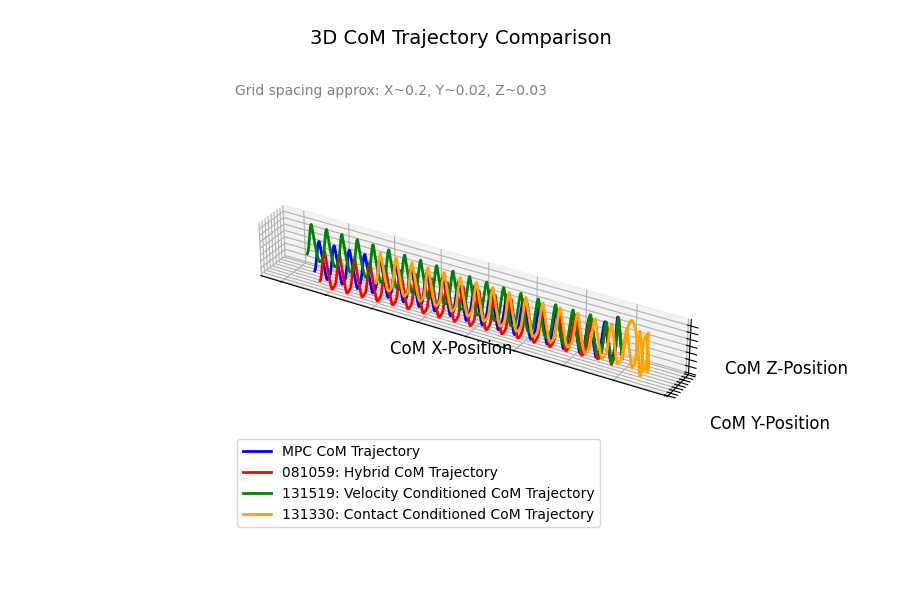 3D CoM Trajectory Comparison
Grid spacing approx: X~0.2, Y~0.02, Z~0.03
CoM X-Position
CoM Z-Position
CoM Y-Position
MPC CoM Trajectory
081059: Hybrid CoM Trajectory
131519: Velocity Conditioned CoM Trajectory
131330: Contact Conditioned CoM Trajectory